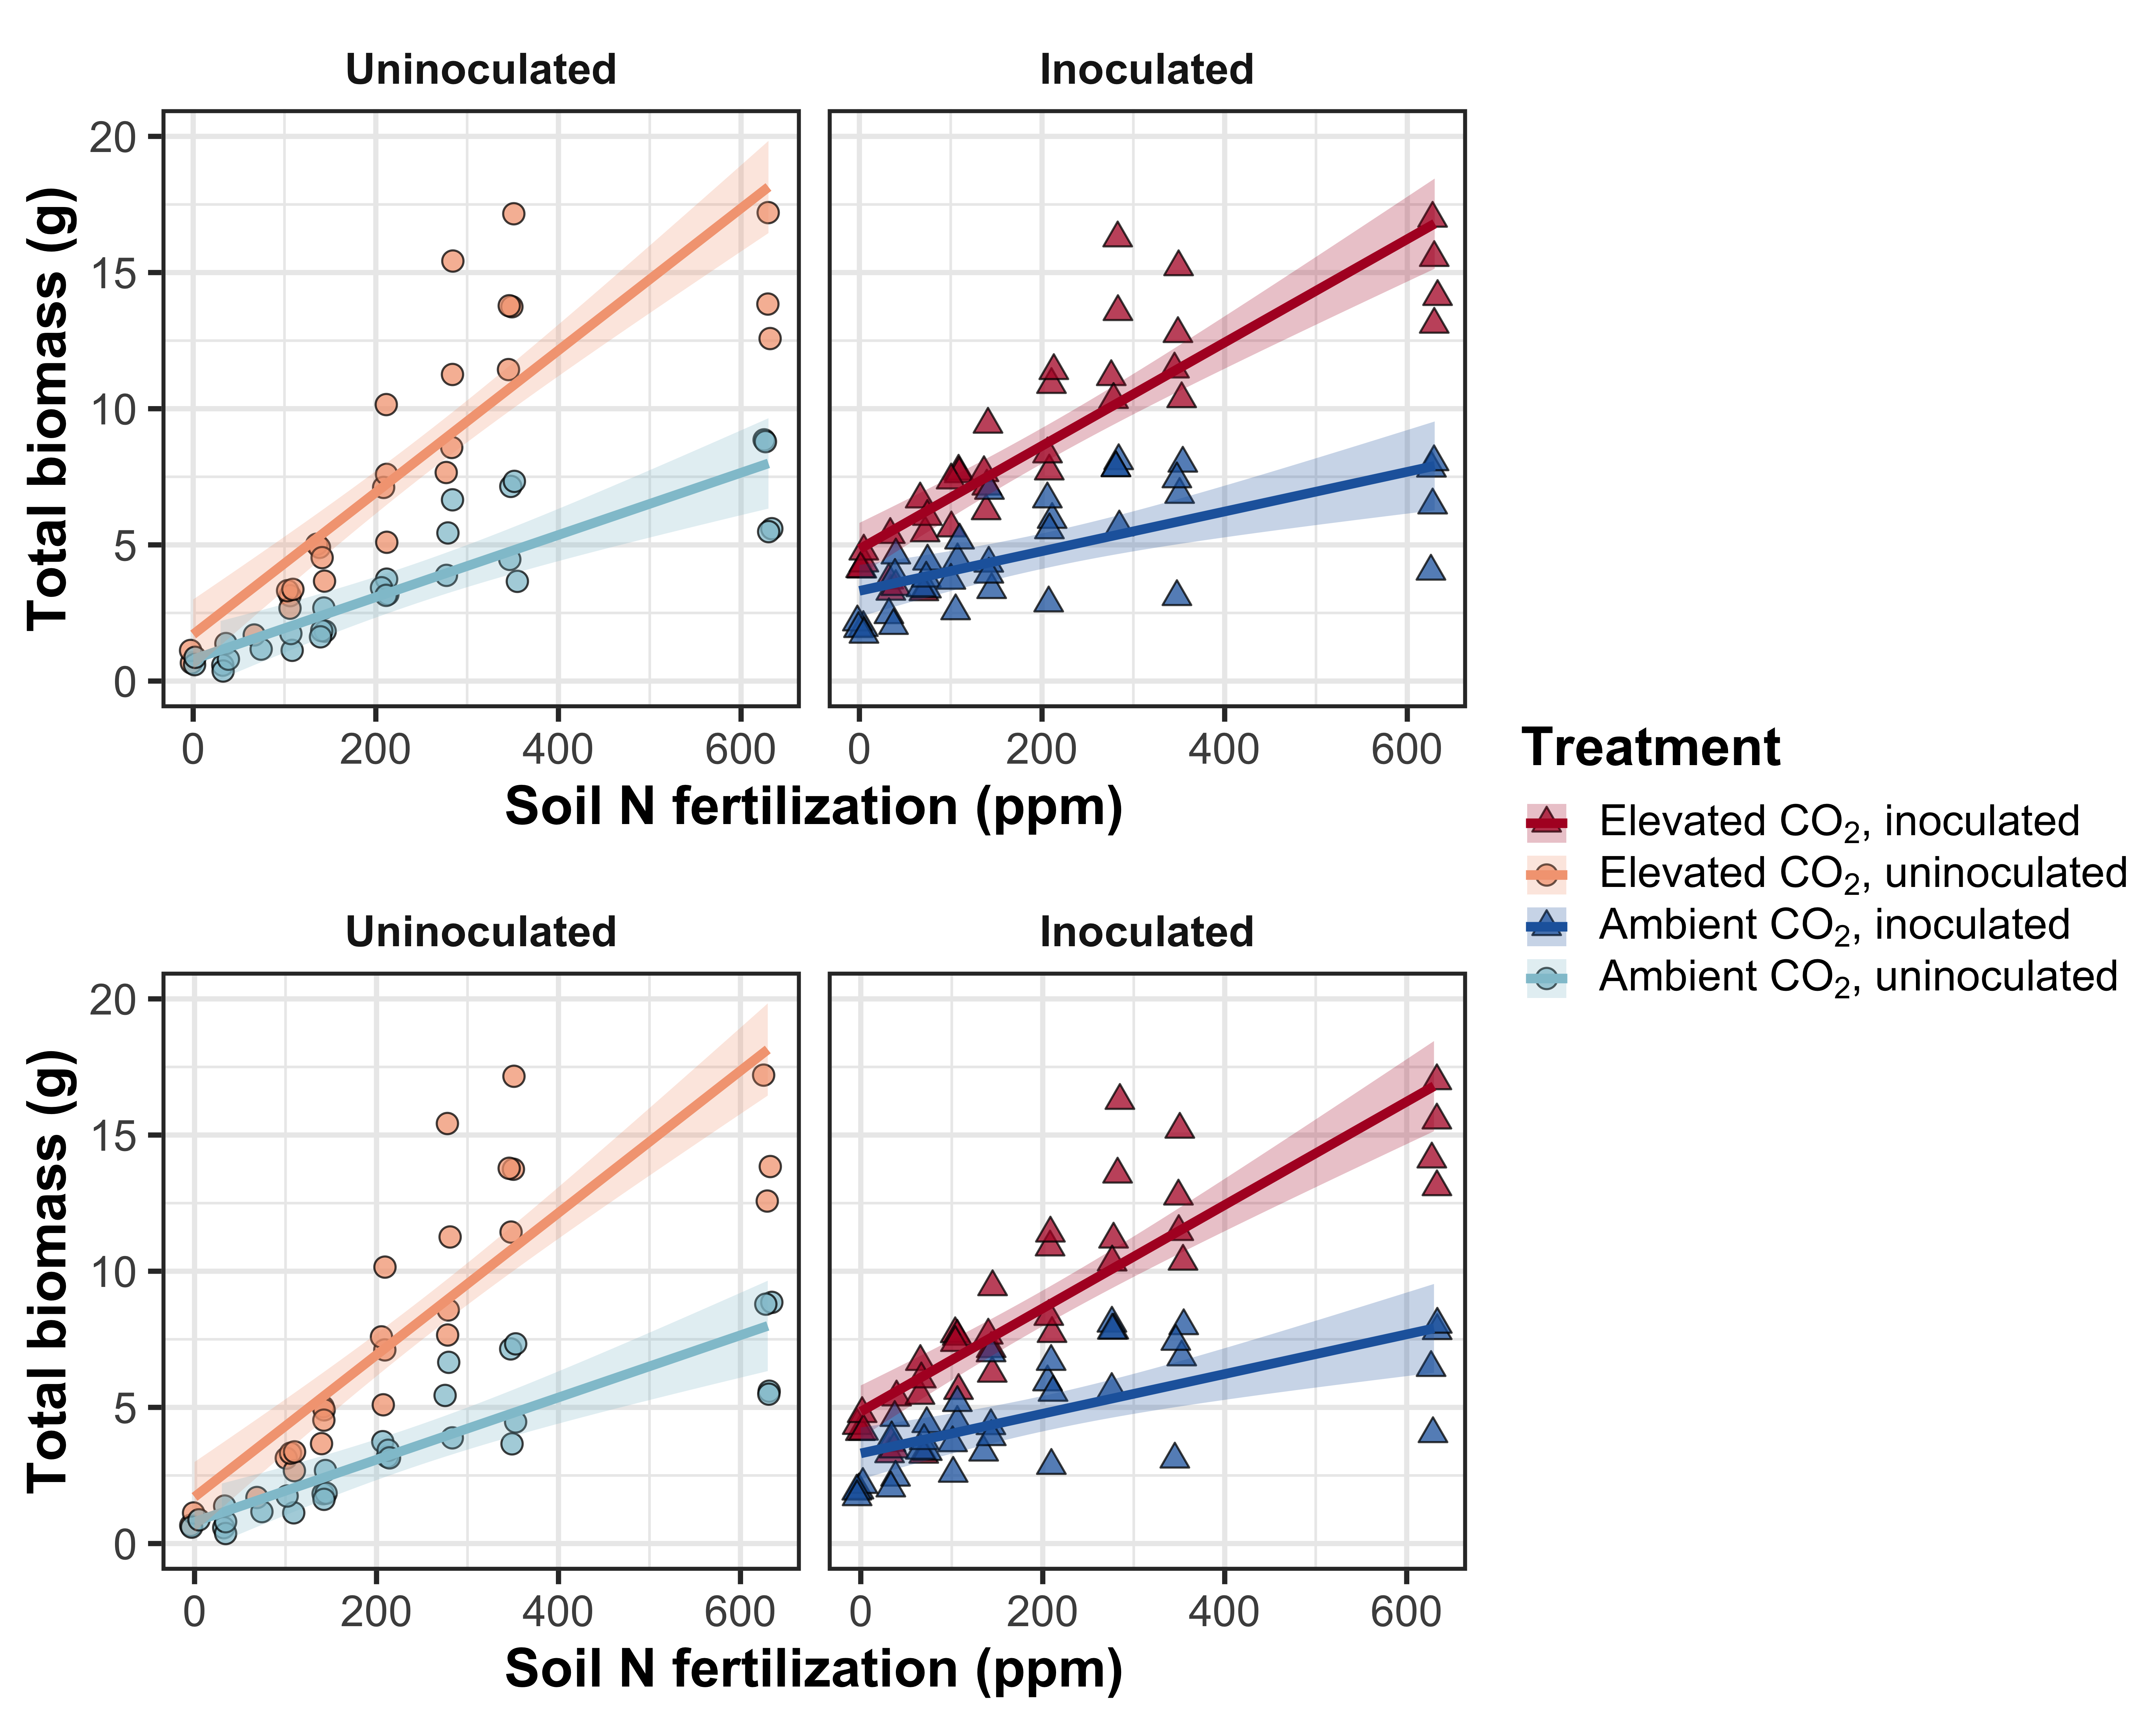 Uninoculated Inoculated
20
15
10
5
0
Total biomass (g)
0 200 400 600 0 200 400 600
Soil N fertilization (ppm)
Treatment
Elevated CO₂, inoculated
Elevated CO₂, uninoculated
Ambient CO₂, inoculated
Ambient CO₂, uninoculated
Uninoculated Inoculated
20
15
10
5
0
Total biomass (g)
0 200 400 600 0 200 400 600
Soil N fertilization (ppm)